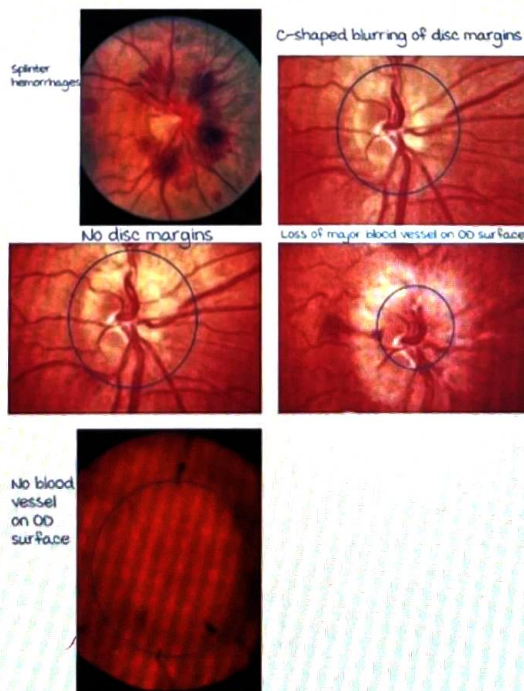 C-shaped blurring of disc margins
Splinter
hemorrhages
No disc margins
Loss of major blood vessel on OD surface
No blood
vessel
on OD
surface